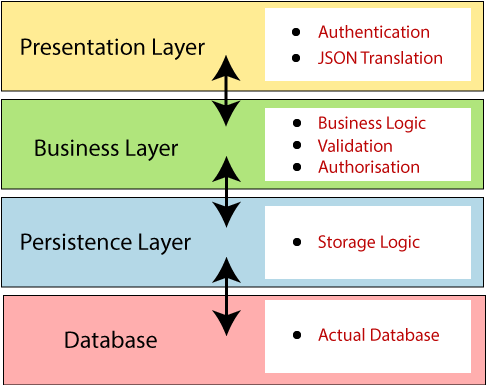 Presentation Layer
Authentication
JSON Translation
Business Layer
Business Logic
Validation
Authorisation
Persistence Layer
Storage Logic
Database
Actual Database